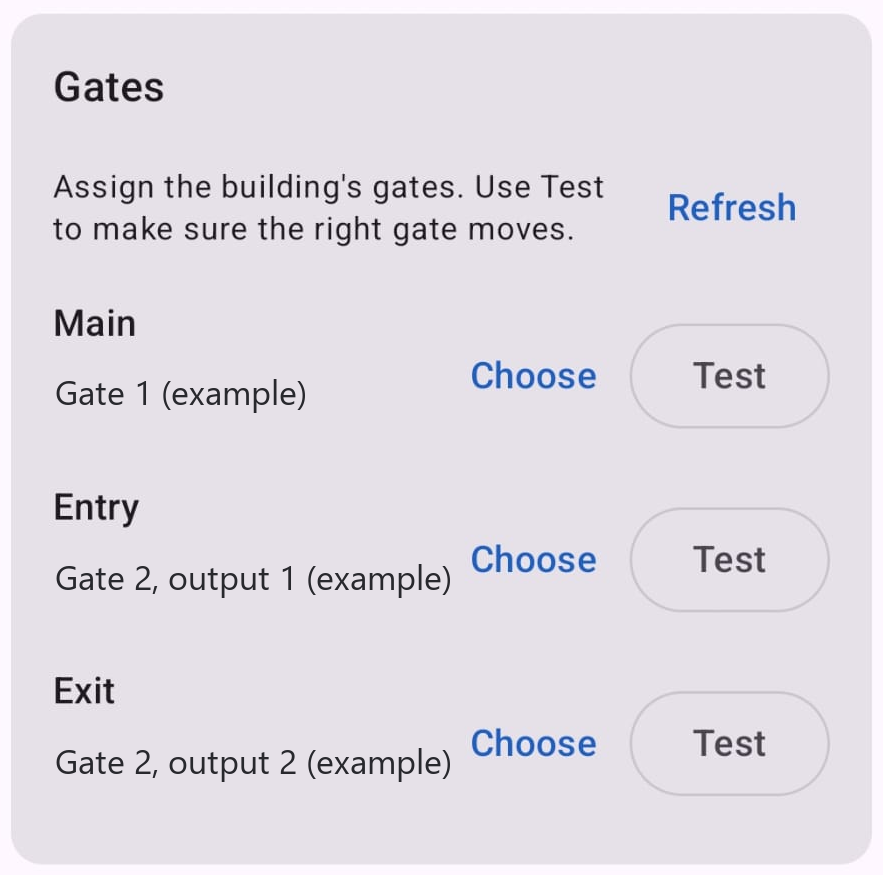 Gates
Assign the building's gates. Use Test
to make sure the right gate moves.
Refresh
Main
Gate 1 (example)
Choose
Test
Entry
Gate 2, output 1 (example)
Choose
Test
Exit
Gate 2, output 2 (example)
Choose
Test